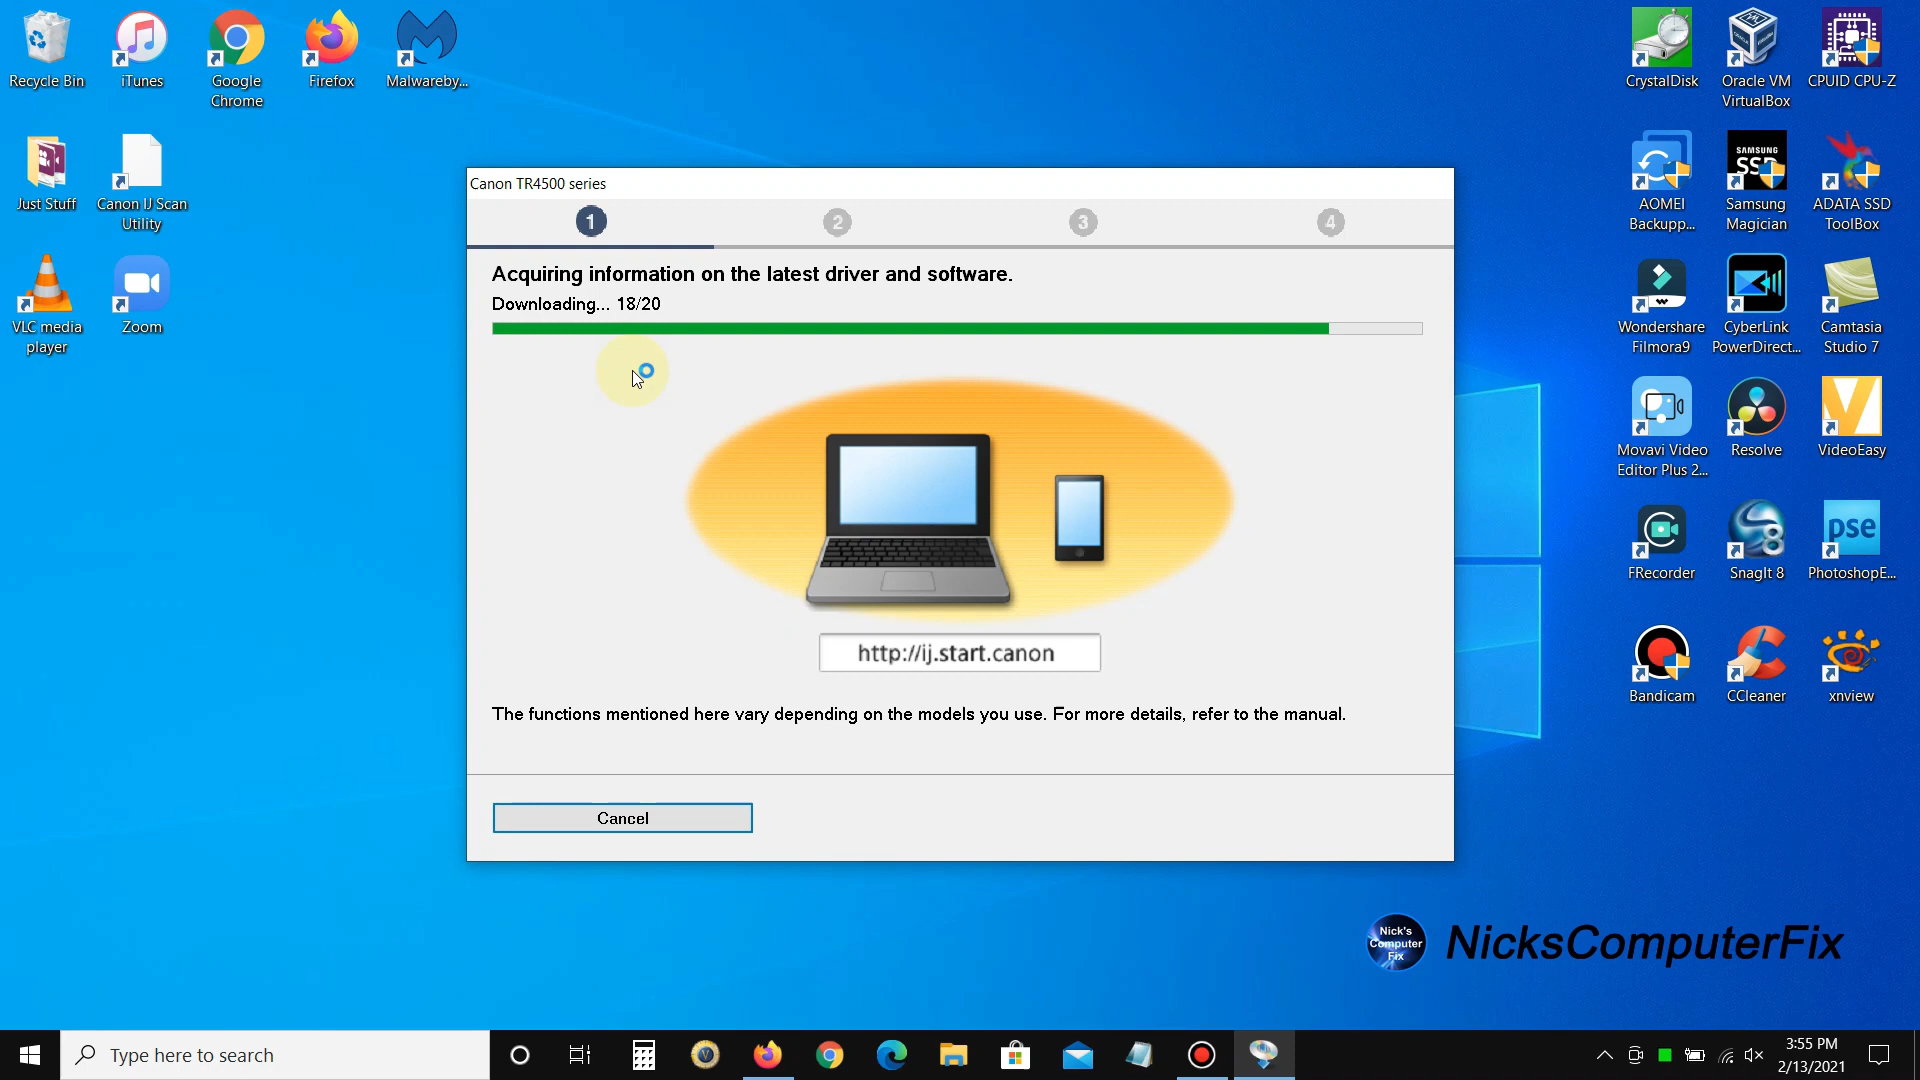 Recycle Bin
iTunes
Google
Chrome
Firefox
Malwareby...
Just Stuff
Canon IJ Scan
Utility
VLC media
player
Zoom
CrystalDisk
Oracle VM
VirtualBox
CPUID CPU-Z
AOMEI
Backupp...
SAMSUNG
SSD
Samsung
Magician
ADATA SSD
ToolBox
Wondershare
Filmora9
CyberLink
PowerDirect...
Camtasia
Studio 7
Movavi Video
Editor Plus 2...
Resolve
VideoEasy
FRecorder
SnagIt 8
pse
PhotoshopE...
Bandicam
CCleaner
xnview
Canon TR4500 series
1
2
3
4
Acquiring information on the latest driver and software.
Downloading... 18/20
http://ij.start.canon
The functions mentioned here vary depending on the models you use. For more details, refer to the manual.
Cancel
Nick's
Computer
Fix
NicksComputerFix
Type here to search
3:55 PM
2/13/2021